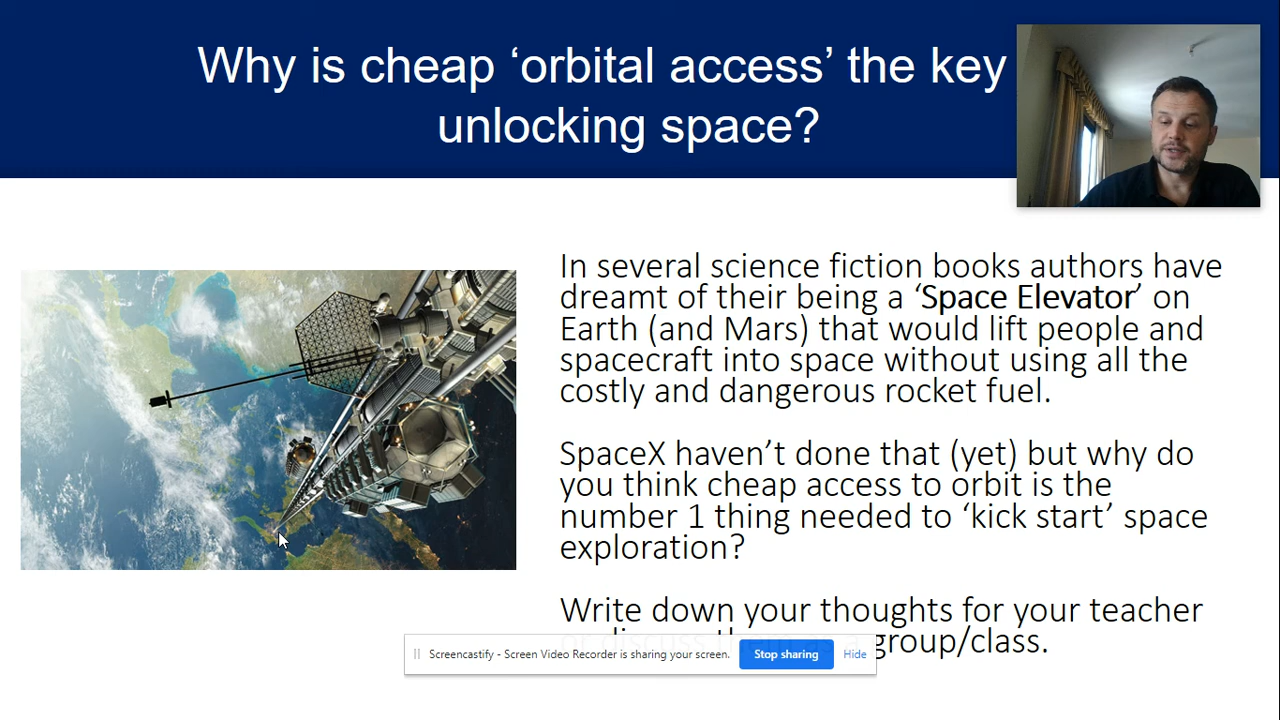 Why is cheap ‘orbital access’ the key
unlocking space?
In several science fiction books authors have
dreamt of their being a ‘Space Elevator’ on
Earth (and Mars) that would lift people and
spacecraft into space without using all the
costly and dangerous rocket fuel.
SpaceX haven’t done that (yet) but why do
you think cheap access to orbit is the
number 1 thing needed to ‘kick start’ space
exploration?
Write down your thoughts for your teacher
or discuss them as a group/class.
Screencastify - Screen Video Recorder is sharing your screen. Stop sharing Hide